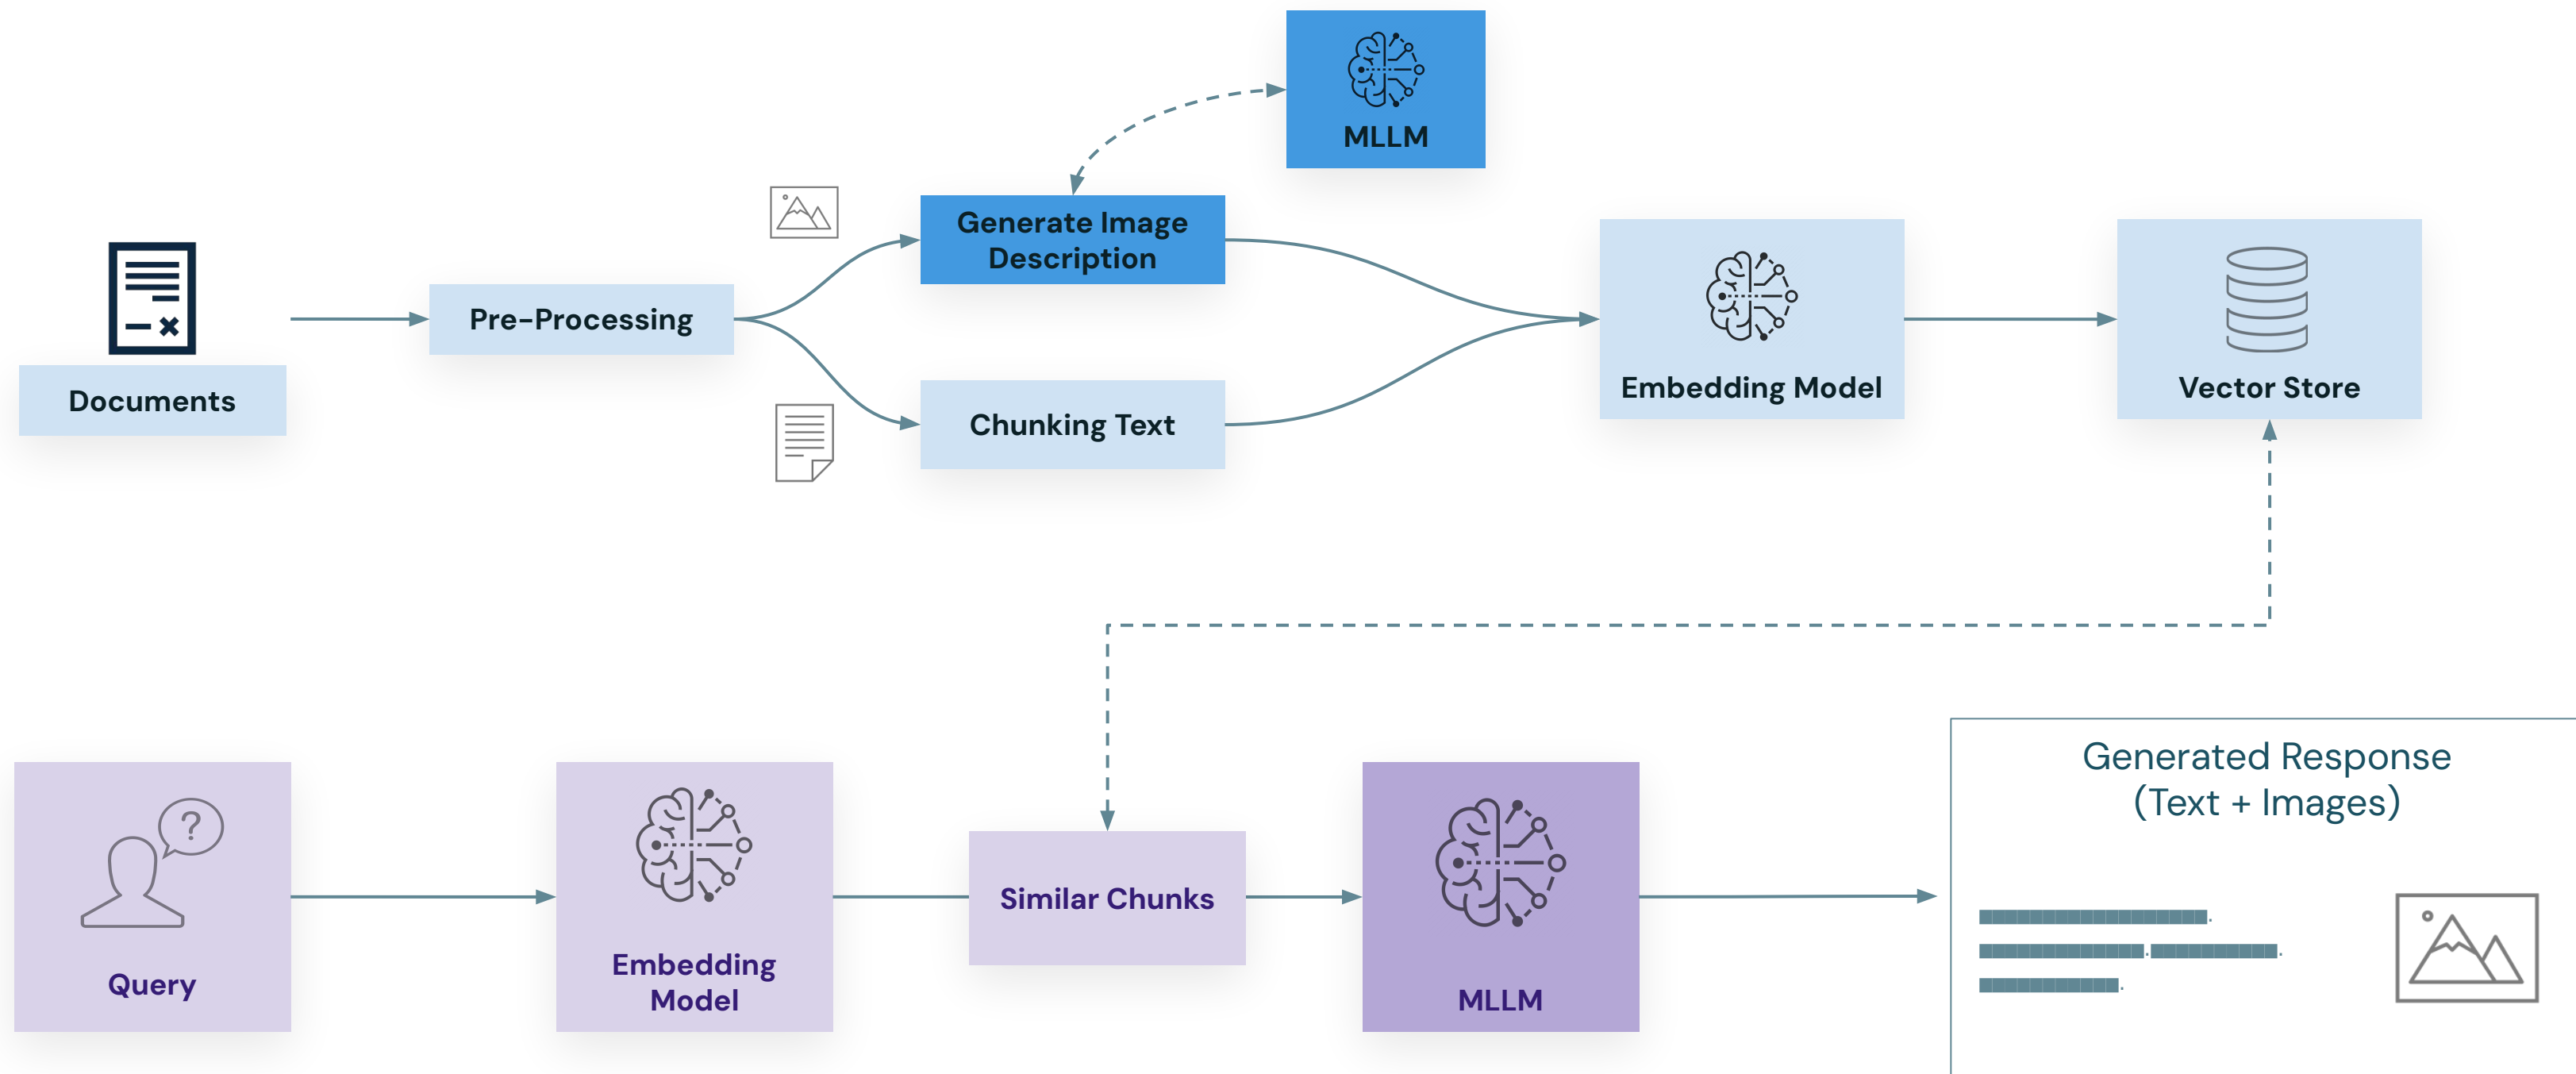 MLLM
Generate Image
Description
Pre-Processing
Documents
Chunking Text
Embedding Model
Vector Store
?
Query
Embedding
Model
Similar Chunks
MLLM
Generated Response
(Text + Images)